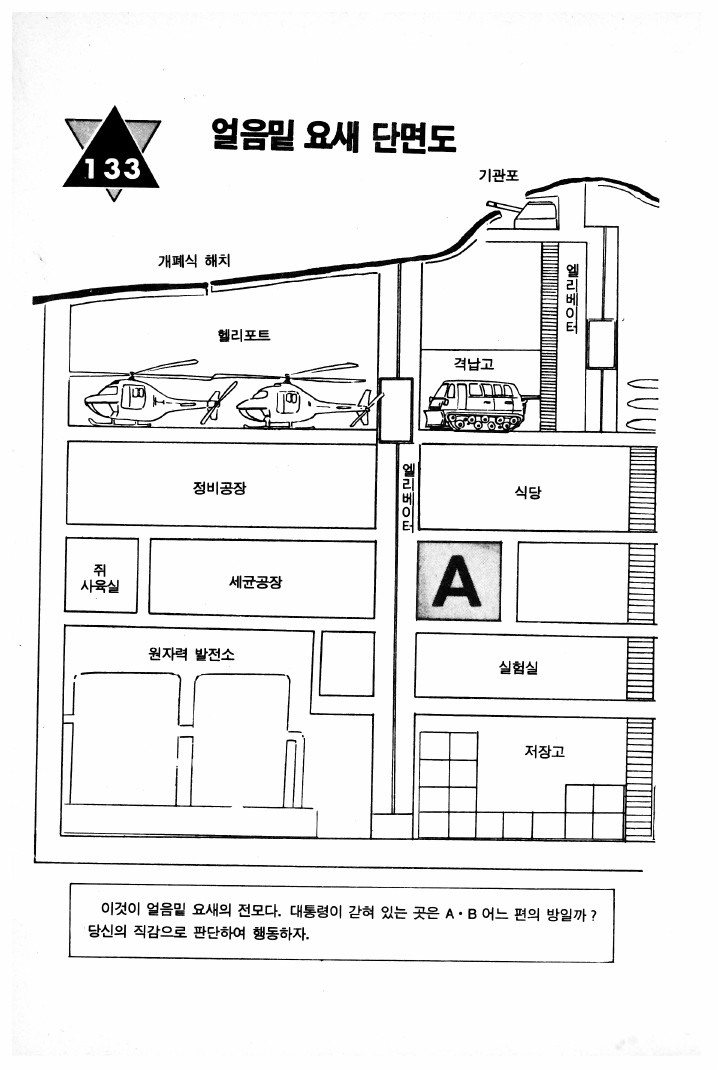 133
얼음밑 요새 단면도
기관포
개폐식 해치
엘리베이터
헬리포트
격납고
엘리베이터
정비공장
식당
쥐
사육실
세균공장
A
원자력 발전소
실험실
저장고
이것이 얼음밑 요새의 전모다. 대통령이 갇혀 있는 곳은 A·B 어느 편의 방일까?
당신의 직감으로 판단하여 행동하자.